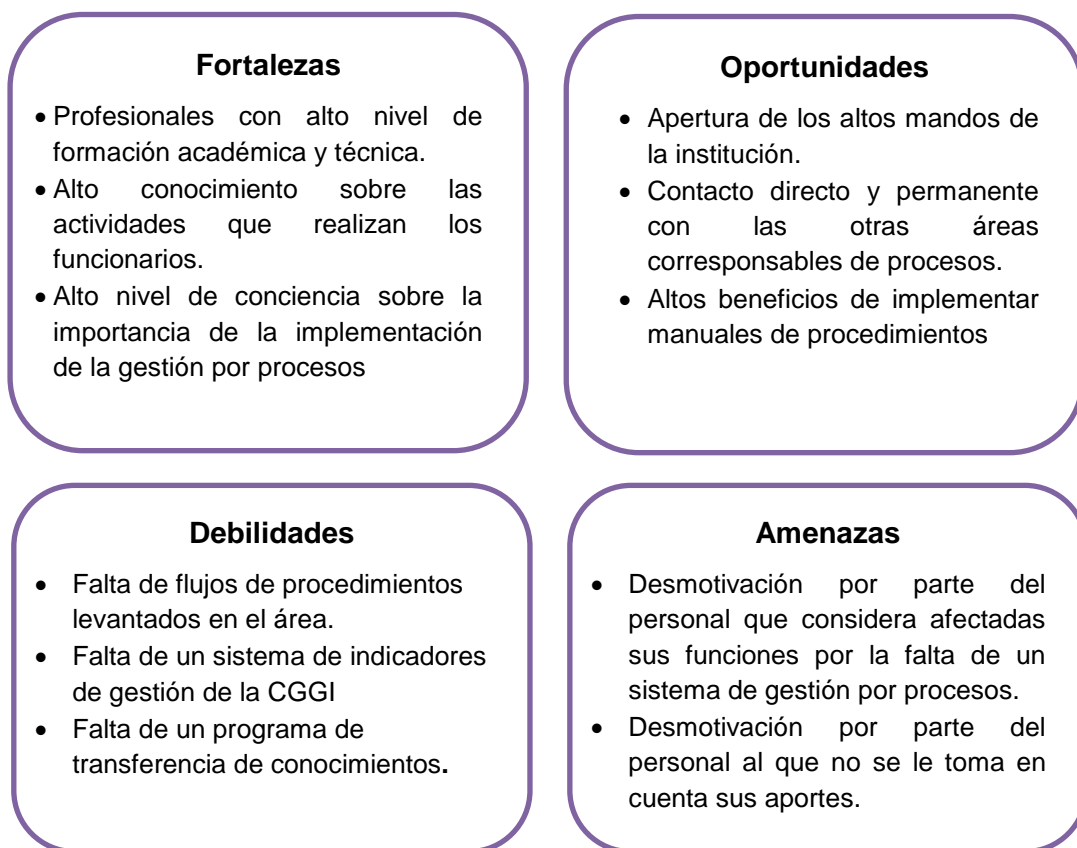 Fortalezas
• Profesionales con alto nivel de
formación académica y técnica.
• Alto conocimiento sobre las
actividades que realizan los
funcionarios.
• Alto nivel de conciencia sobre la
importancia de la implementación
de la gestión por procesos
Oportunidades
• Apertura de los altos mandos de
la institución.
• Contacto directo y permanente
con las otras áreas
corresponsables de procesos.
• Altos beneficios de implementar
manuales de procedimientos
Debilidades
• Falta de flujos de procedimientos
levantados en el área.
• Falta de un sistema de indicadores
de gestión de la CGGI
• Falta de un programa de
transferencia de conocimientos.
Amenazas
• Desmotivación por parte del
personal que considera afectadas
sus funciones por la falta de un
sistema de gestión por procesos.
• Desmotivación por parte del
personal al que no se le toma en
cuenta sus aportes.